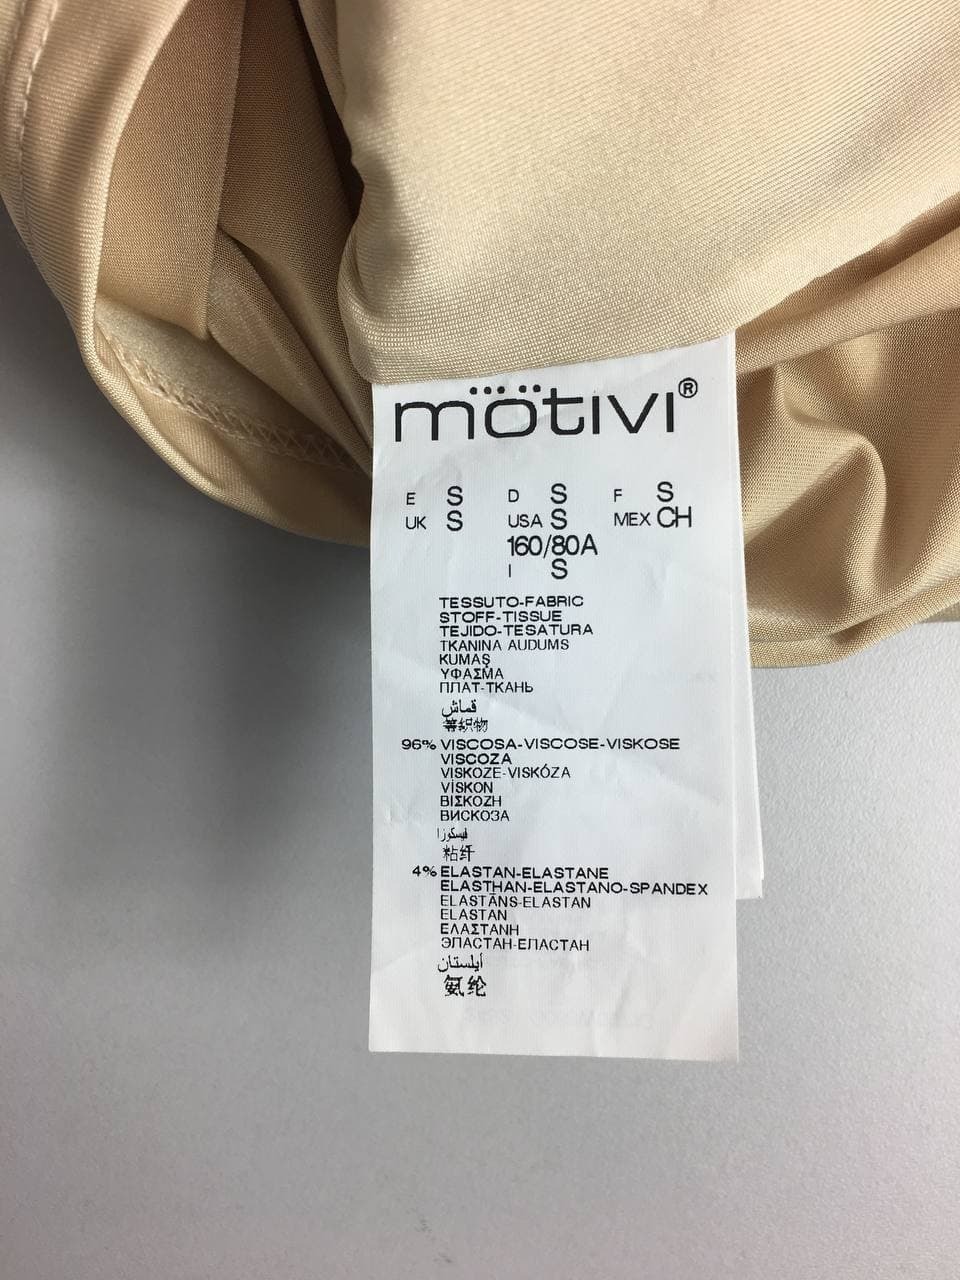 mötivi®
E S D S F S
UK S USA S MEX CH
160/80A
I S
TESSUTO-FABRIC
STOFF-TISSUE
TEJIDO-TESATURA
TKANINA AUDUMS
KUMAŞ
ΥΦΑΣΜΑ
ПЛАТ-ТКАНЬ
قماش
织物
96% VISCOSA-VISCOSE-VISKOSE
VISCOZA
VISKOZE-VISKÓZA
VİSKON
ΒΙΣΚΟΖΗ
ВИСКОЗА
فيسكوزا
粘纤
4% ELASTAN-ELASTANE
ELASTHAN-ELASTANO-SPANDEX
ELASTĀNS-ELASTAN
ELASTAN
ΕΛΑΣΤΑΝΗ
ЭЛАСТАН-ЕЛАСТАН
أيلستان
氨纶